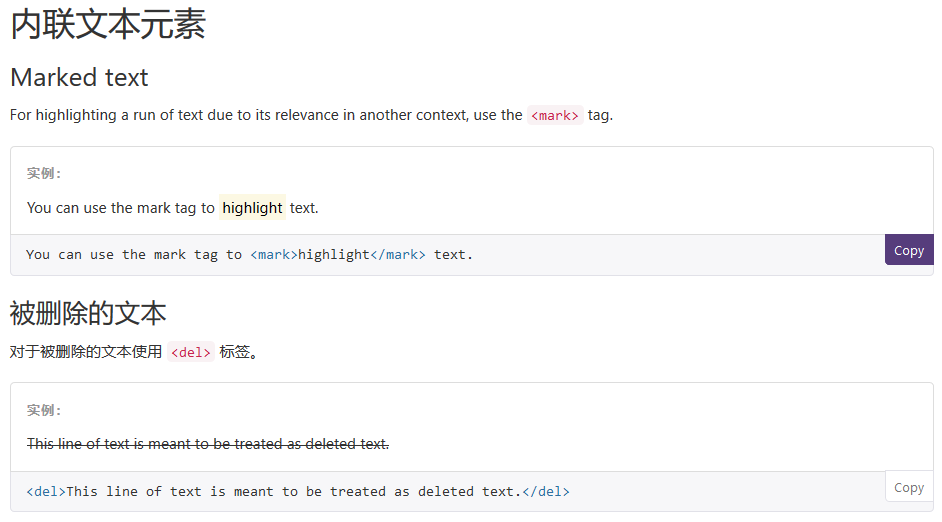 内联文本元素
Marked text
For highlighting a run of text due to its relevance in another context, use the <mark> tag.
实例：
You can use the mark tag to highlight text.
You can use the mark tag to <mark>highlight</mark> text.
Copy
被删除的文本
对于被删除的文本使用 <del> 标签。
实例：
This line of text is meant to be treated as deleted text.
<del>This line of text is meant to be treated as deleted text.</del>
Copy